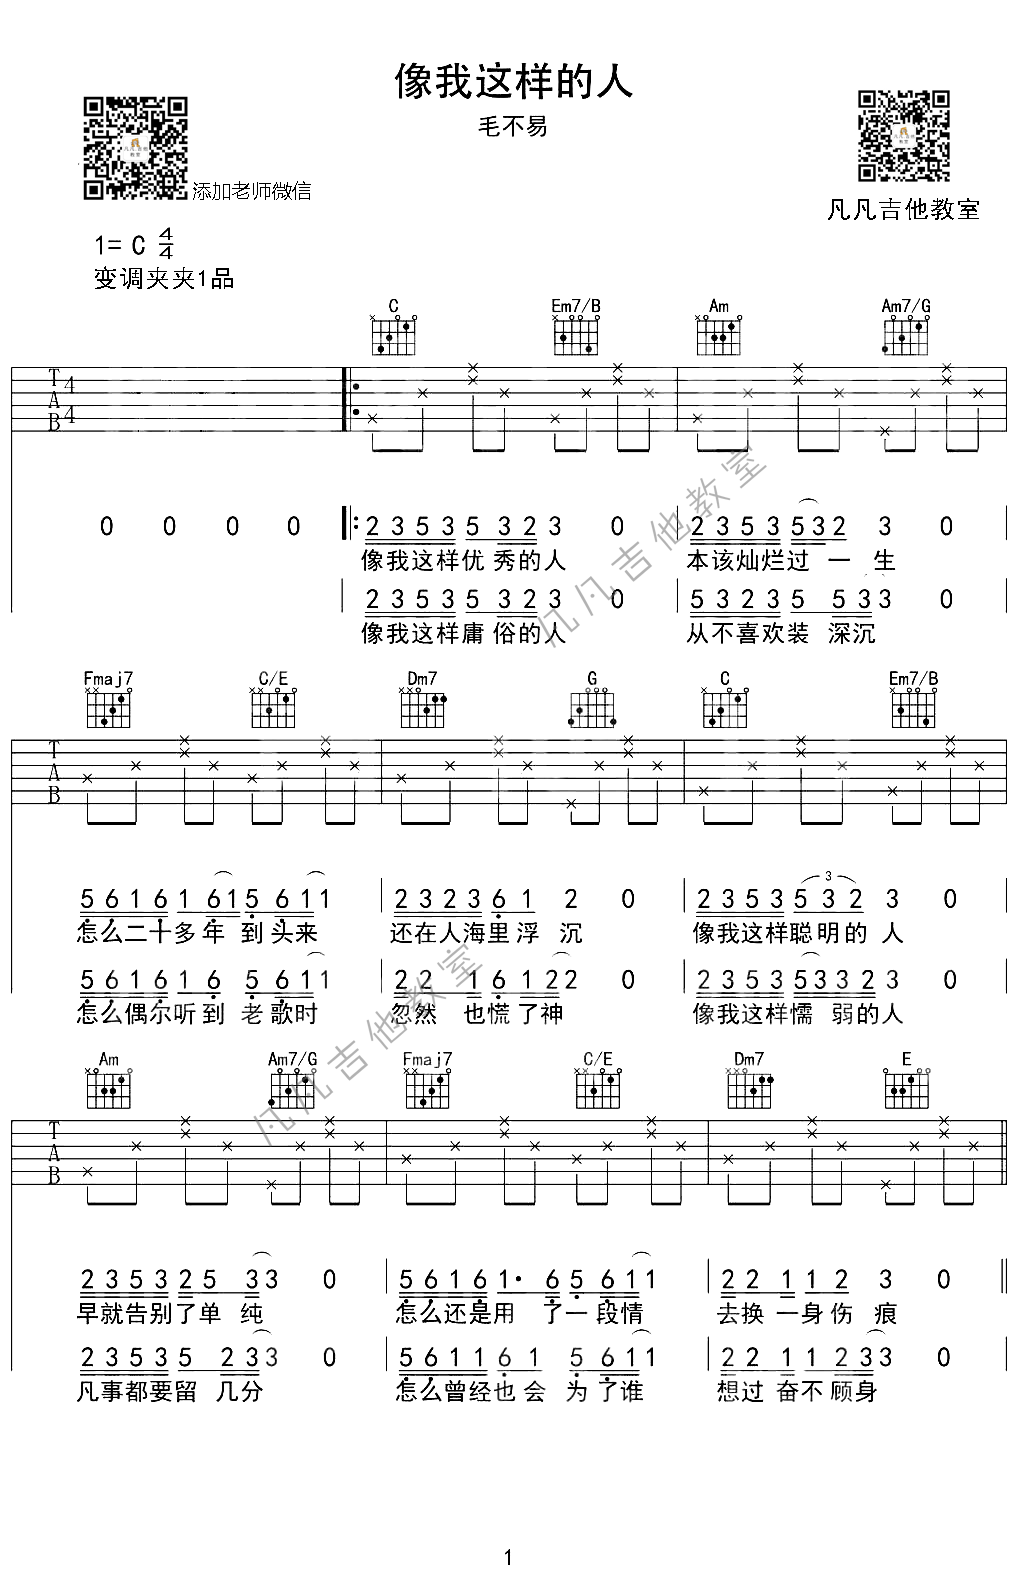 像我这样的人
毛不易
添加老师微信
凡凡吉他教室
1= C 4/4
变调夹夹1品
C Em7/B Am Am7/G
T A B 4/4
0 0 0 0 2 3 5 3 5 3 2 3 0 2 3 5 3 5 3 2 3 0
像我这样优 秀的人 本该灿烂过 一 生
2 3 5 3 5 3 2 3 0 5 3 2 3 5 5 3 3 0
像我这样庸 俗的人 从不喜欢装 深沉
Fmaj7 C/E Dm7 G C Em7/B
T A B
5 6 1 6 1 6 1 5 6 1 1 2 3 2 3 6 1 2 0 2 3 5 3 5 3 2 3 0
怎么二十多年 到头来 还在人海里浮 沉 像我这样聪明的 人
5 6 1 6 1 6 5 6 1 1 2 2 1 6 1 2 2 0 2 3 5 3 5 3 3 2 3 0
怎么偶尔听到 老歌时 忽然 也慌了神 像我这样懦 弱的人
Am Am7/G Fmaj7 C/E Dm7 E
T A B
2 3 5 3 2 5 3 3 0 5 6 1 6 1· 6 5 6 1 1 2 2 1 1 1 2 3 0
早就告别了单 纯 怎么还是用 了一段情 去换 一身伤 痕
2 3 5 3 5 2 3 3 0 5 6 1 1 6 1 5 6 1 1 2 2 1 1 2 3 3 0
凡事都要留 几分 怎么曾经也 会 为了谁 想过 奋不 顾身
凡凡吉他教室
凡凡吉他教室
1